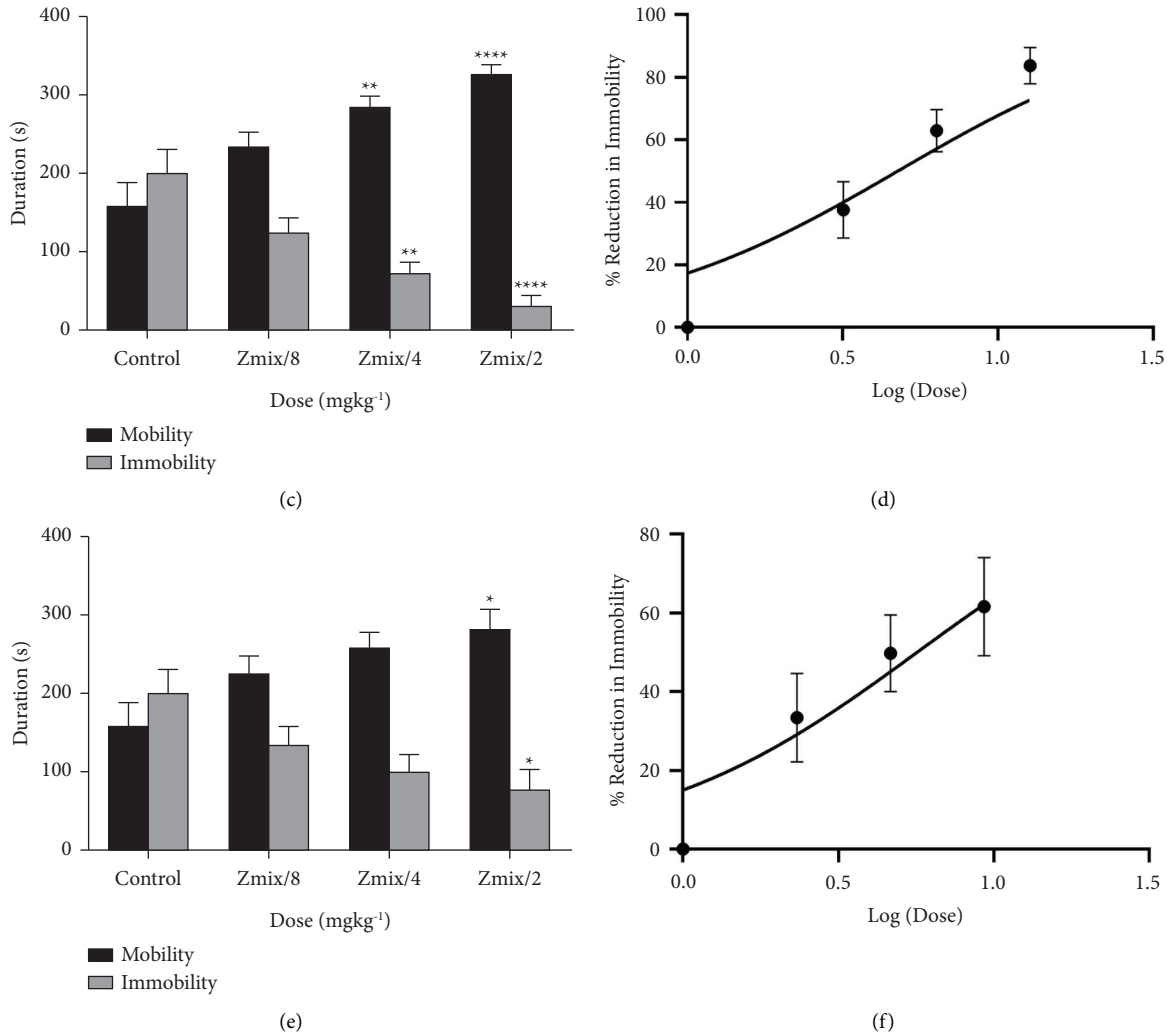 400
300
200
100
0
Duration (s)
**
****
**
****
Control Zmix/8 Zmix/4 Zmix/2
Dose (mgkg⁻¹)
Mobility
Immobility
(c)
100
80
60
40
20
0
% Reduction in Immobility
0.0 0.5 1.0 1.5
Log (Dose)
(d)
400
300
200
100
0
Duration (s)
*
*
Control Zmix/8 Zmix/4 Zmix/2
Dose (mgkg⁻¹)
Mobility
Immobility
(e)
80
60
40
20
0
% Reduction in Immobility
0.0 0.5 1.0 1.5
Log (Dose)
(f)